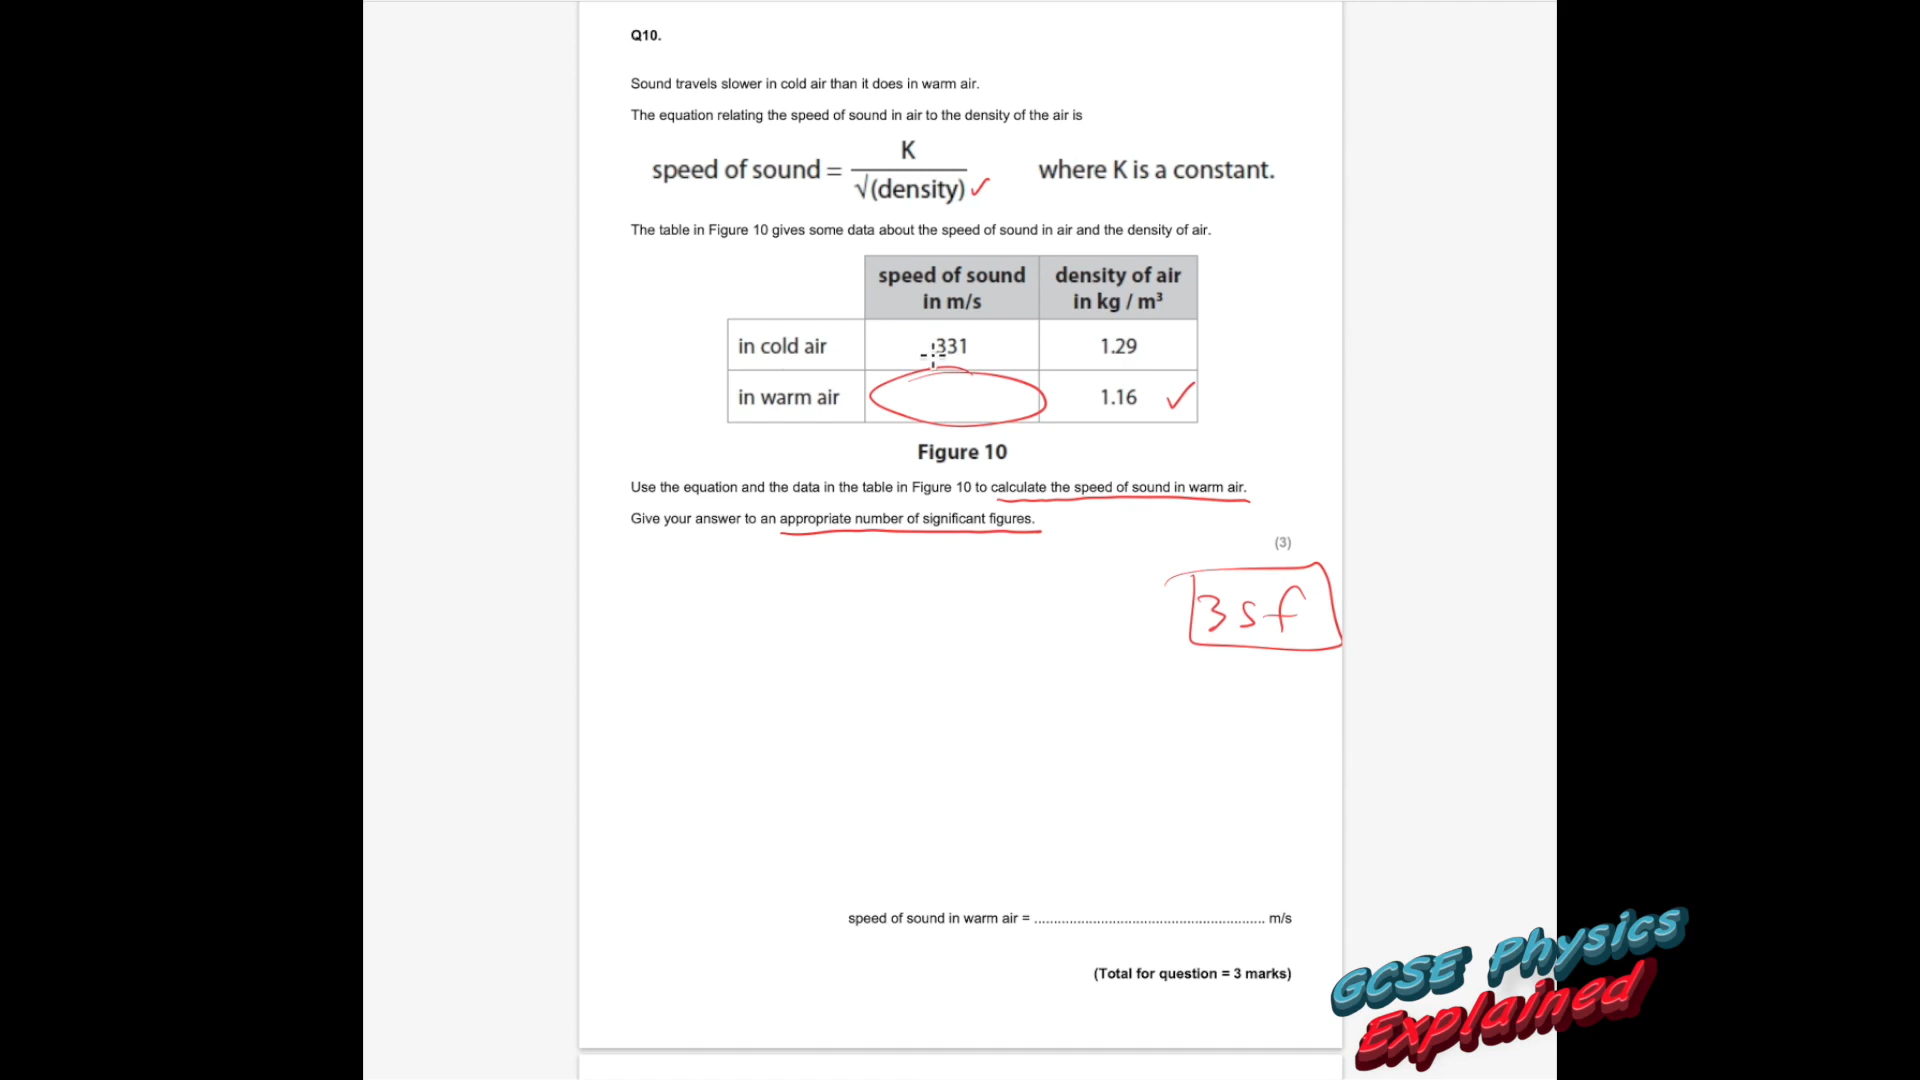 Q10.
Sound travels slower in cold air than it does in warm air.
The equation relating the speed of sound in air to the density of the air is
speed of sound = K / √(density) ✓ where K is a constant.
The table in Figure 10 gives some data about the speed of sound in air and the density of air.
speed of sound in m/s density of air in kg / m³
in cold air 331 1.29
in warm air 1.16 ✓
Figure 10
Use the equation and the data in the table in Figure 10 to calculate the speed of sound in warm air.
Give your answer to an appropriate number of significant figures.
(3)
3 sf
speed of sound in warm air = .......................................................... m/s
(Total for question = 3 marks)
GCSE Physics
Explained